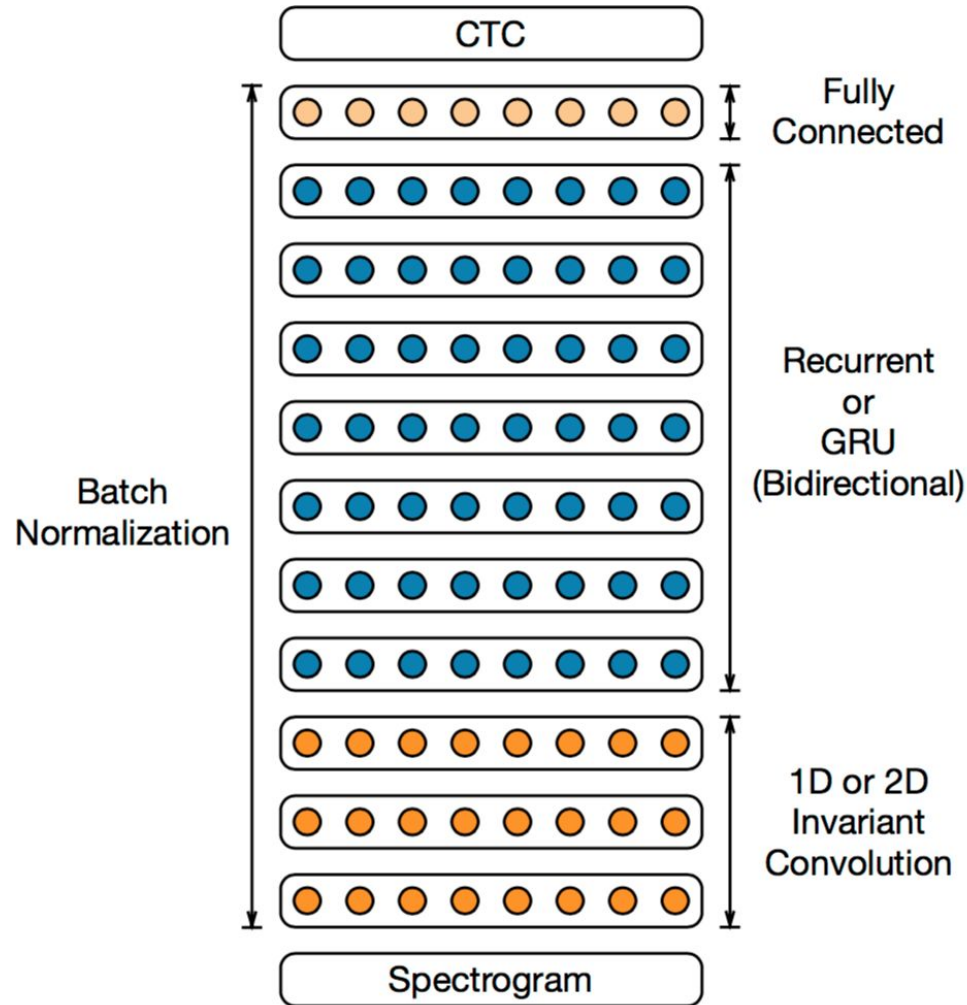 CTC
Fully
Connected
Recurrent
or
GRU
(Bidirectional)
Batch
Normalization
1D or 2D
Invariant
Convolution
Spectrogram